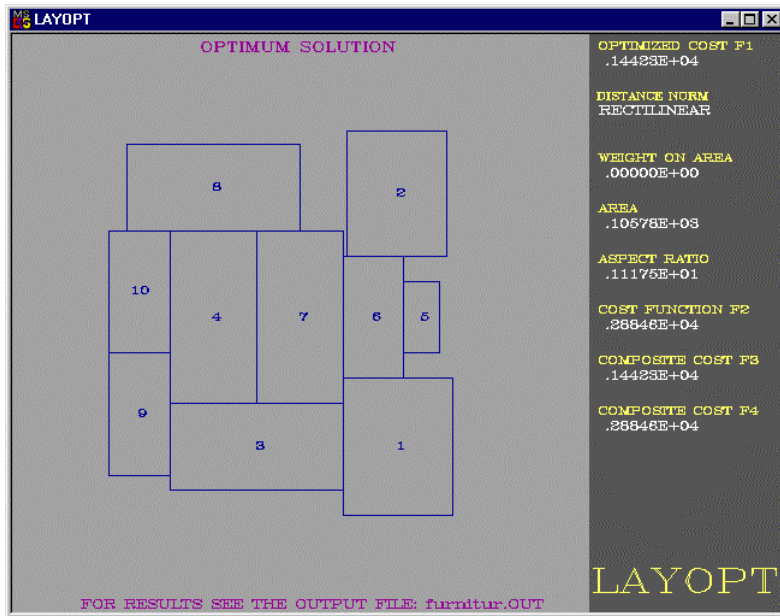 LAYOPT
OPTIMUM SOLUTION
8
2
10
4
7
6
5
9
3
1
FOR RESULTS SEE THE OUTPUT FILE: furnitur.OUT
OPTIMIZED COST F1
.14423E+04
DISTANCE NORM
RECTILINEAR
WEIGHT ON AREA
.00000E+00
AREA
.10578E+03
ASPECT RATIO
.11175E+01
COST FUNCTION F2
.28846E+04
COMPOSITE COST F3
.14423E+04
COMPOSITE COST F4
.28846E+04
LAYOPT